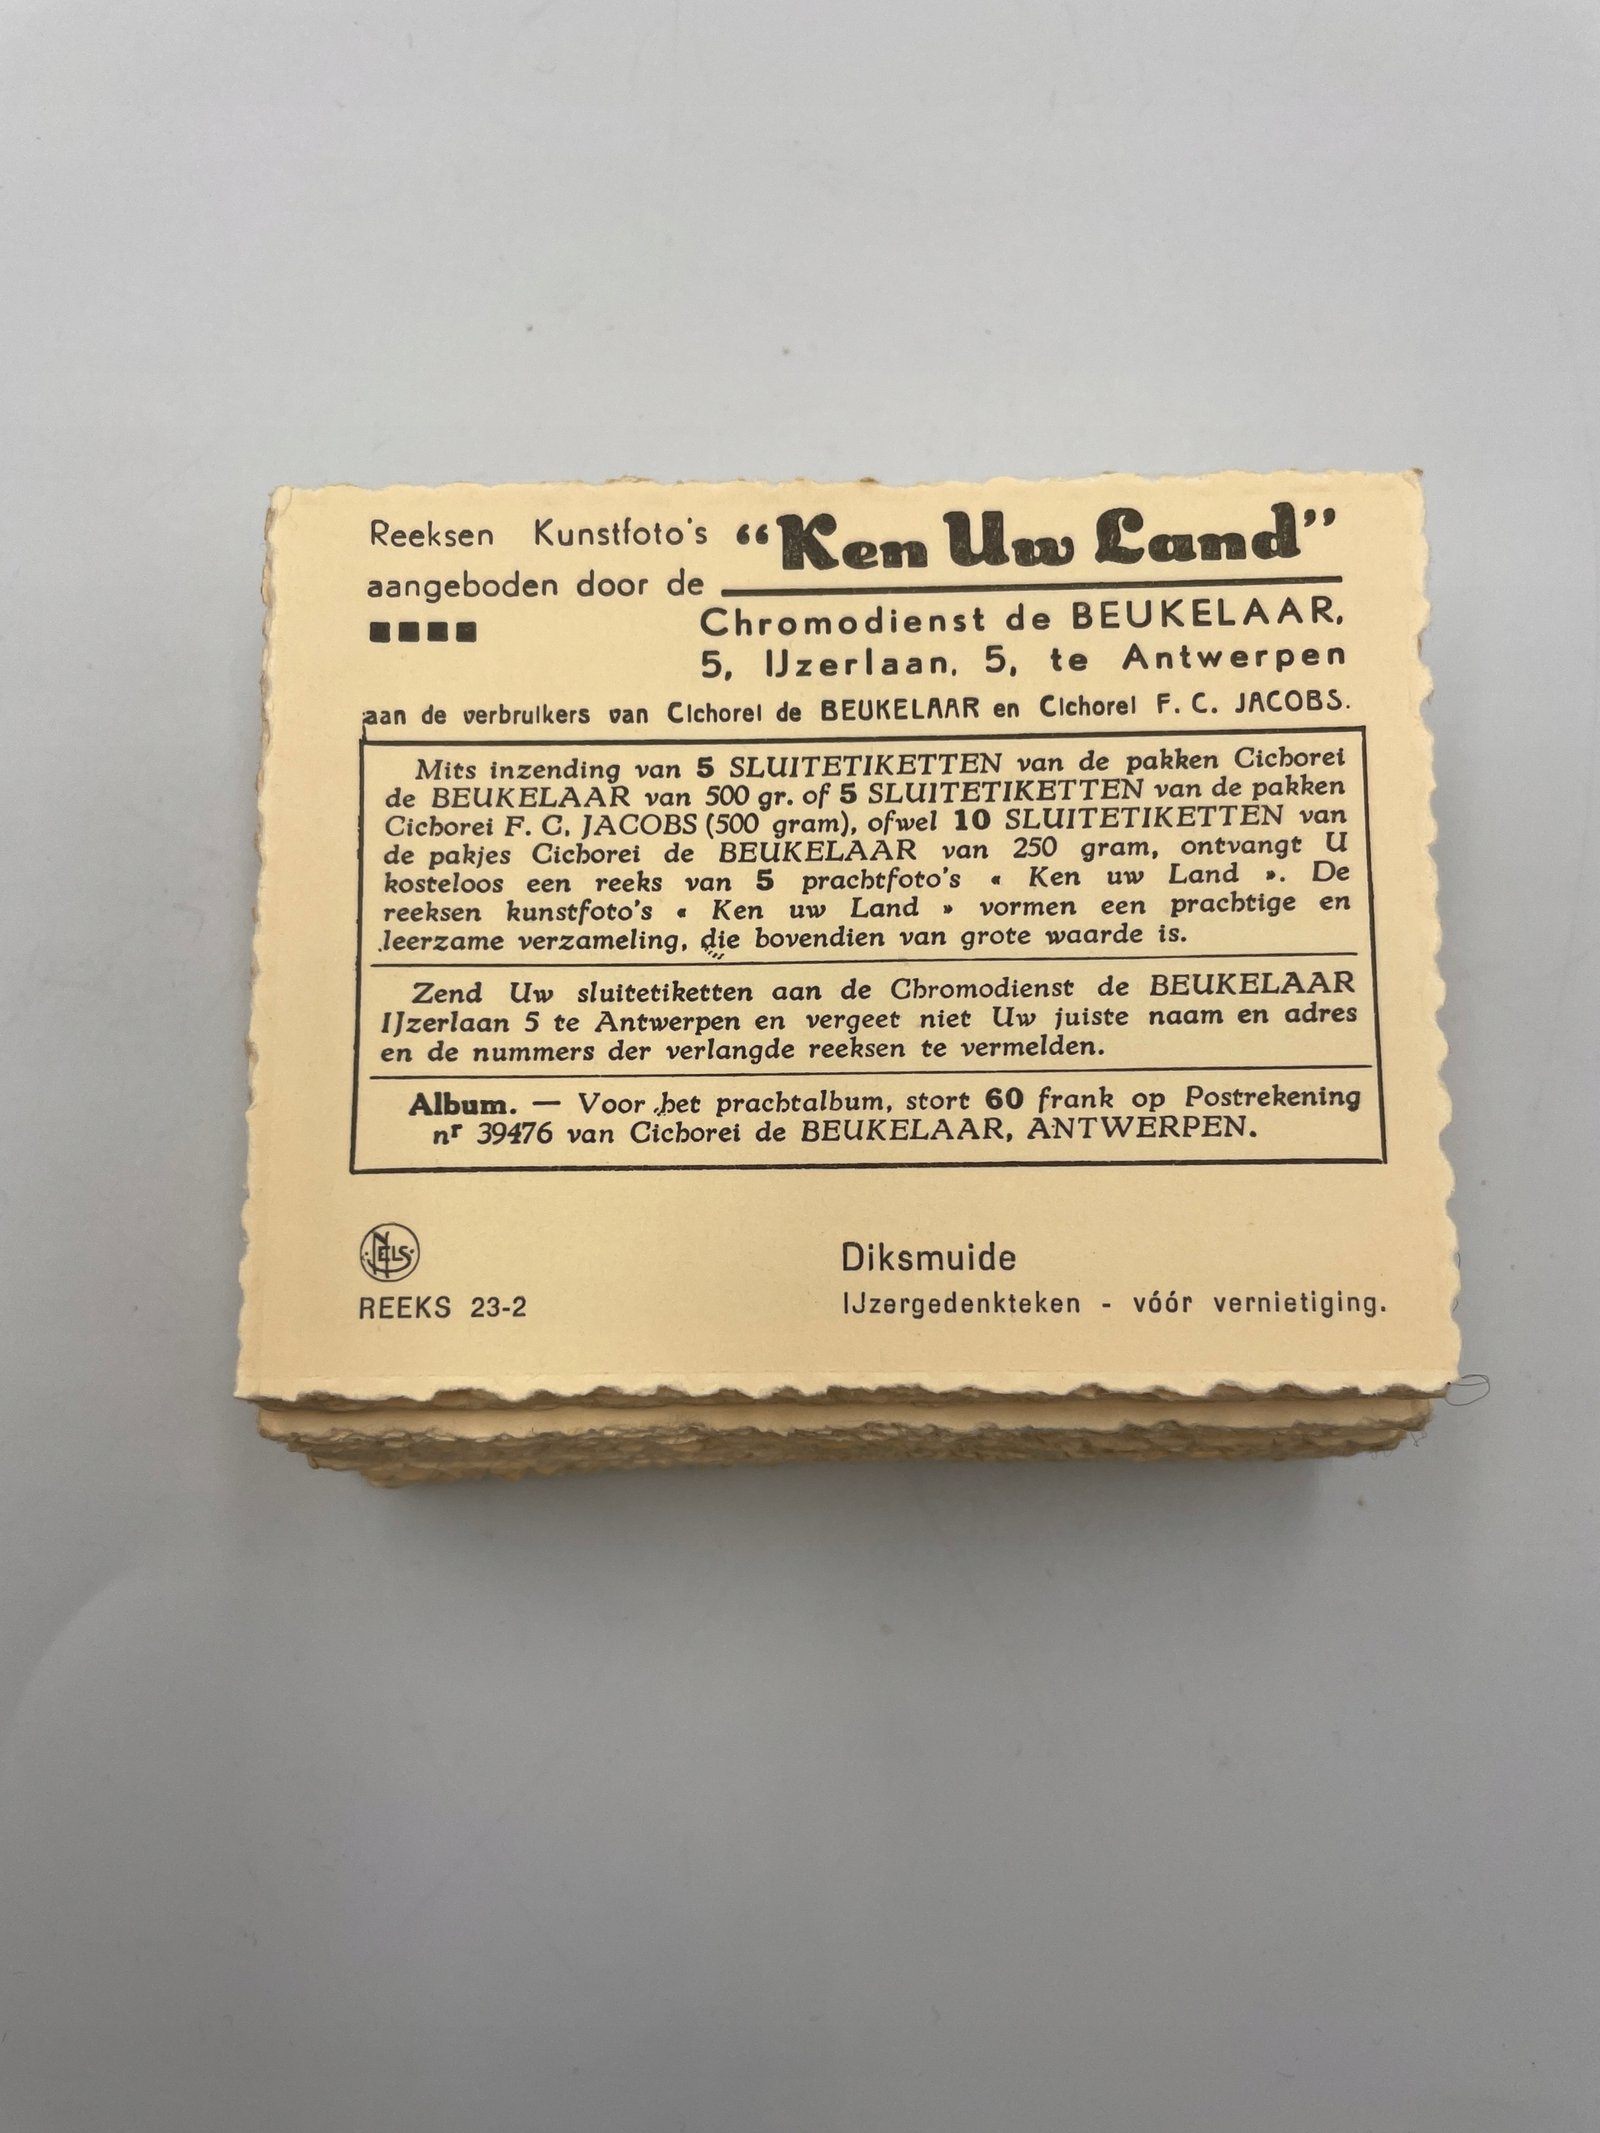 Reeksen Kunstfoto's “Ken Uw Land”
aangeboden door de
Chromodienst de BEUKELAAR,
5, IJzerlaan, 5, te Antwerpen
aan de verbruikers van Cichorei de BEUKELAAR en Cichorei F. C. JACOBS.
Mits inzending van 5 SLUITETIKETTEN van de pakken Cichorei
de BEUKELAAR van 500 gr. of 5 SLUITETIKETTEN van de pakken
Cichorei F. C. JACOBS (500 gram), ofwel 10 SLUITETIKETTEN van
de pakjes Cichorei de BEUKELAAR van 250 gram, ontvangt U
kosteloos een reeks van 5 prachtfoto's « Ken uw Land ». De
reeksen kunstfoto's « Ken uw Land » vormen een prachtige en
leerzame verzameling, die bovendien van grote waarde is.
Zend Uw sluitetiketten aan de Chromodienst de BEUKELAAR
IJzerlaan 5 te Antwerpen en vergeet niet Uw juiste naam en adres
en de nummers der verlangde reeksen te vermelden.
Album. — Voor het prachtalbum, stort 60 frank op Postrekening
nr 39476 van Cichorei de BEUKELAAR, ANTWERPEN.
NELS
Diksmuide
REEKS 23-2
IJzergedenkteken - vóór vernietiging.